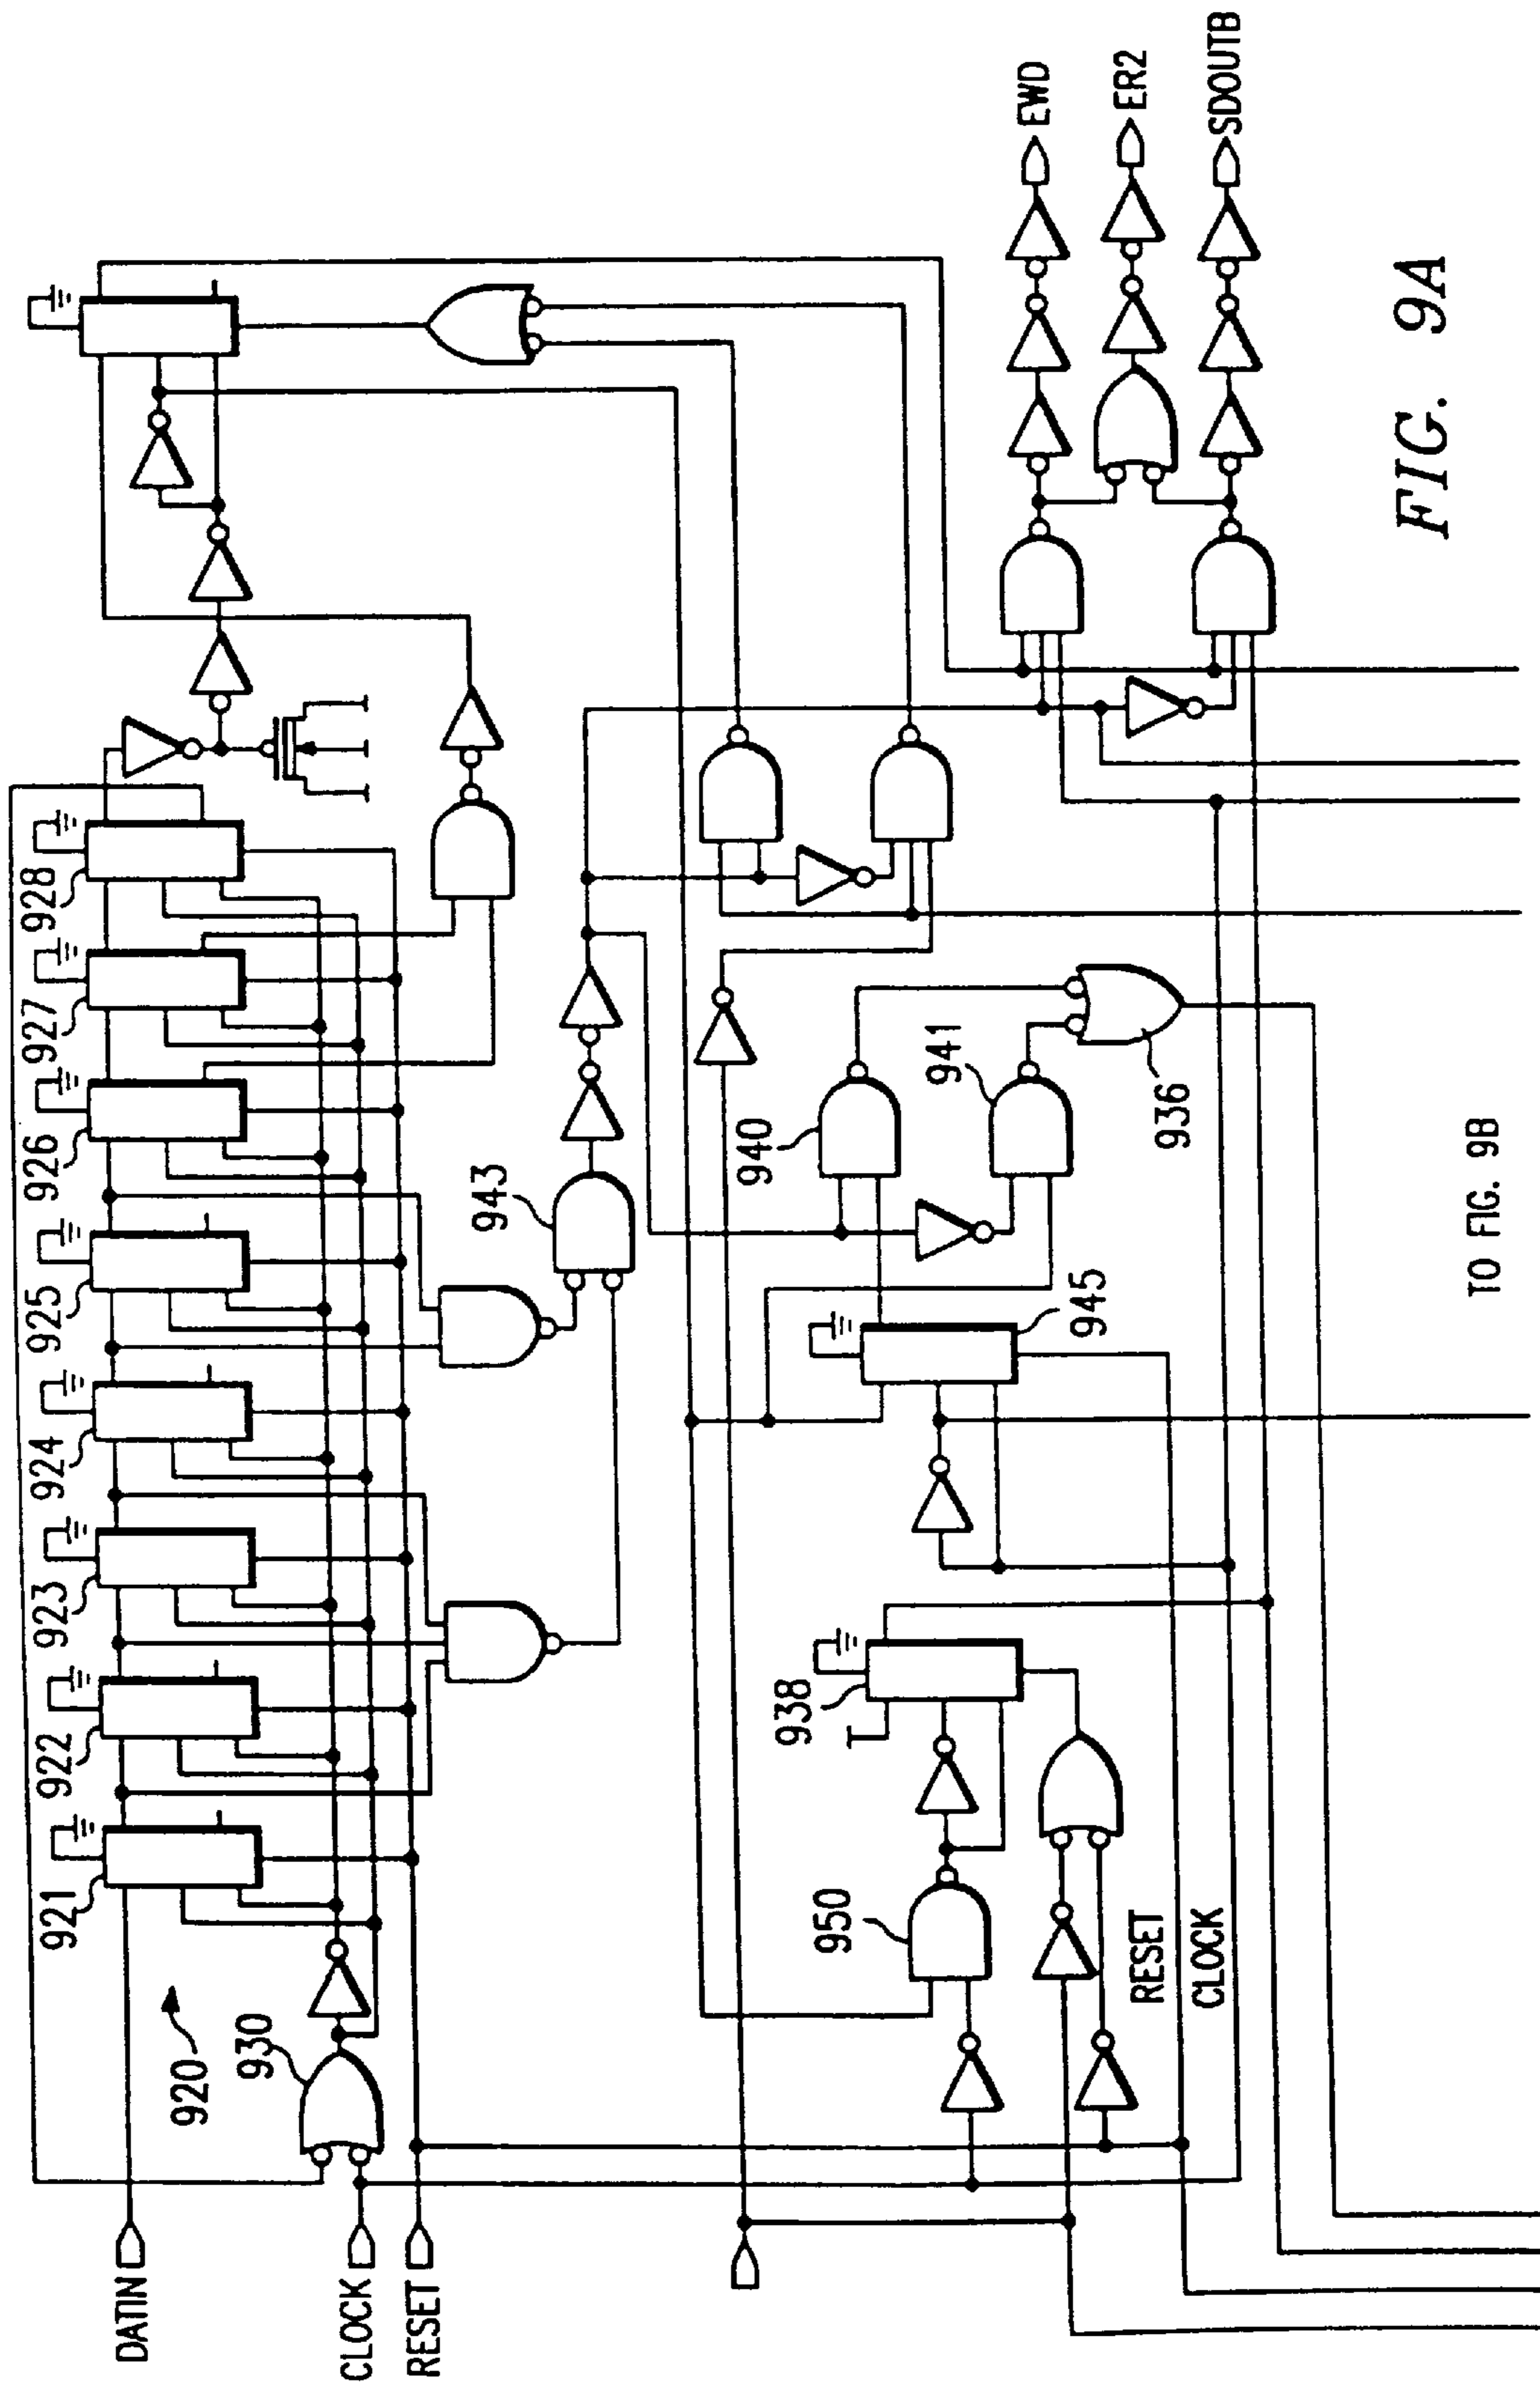 DATIN
CLOCK
RESET
920
930
921
922
923
924
925
926
927
928
943
950
938
945
940
941
936
RESET
CLOCK
EWD
ER2
SDOUTB
TO FIG. 9B
FIG. 9A